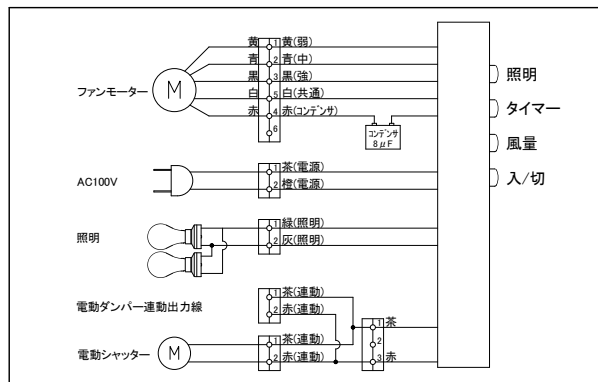 黄 1 黄(弱)
青 2 青(中)
黒 3 黒(強)
白 5 白(共通)
赤 4 赤(コンデンサ)
6
ファンモーター
M
コンデンサ
8μF
照明
タイマー
風量
入/切
AC100V
1 茶(電源)
2 橙(電源)
照明
1 緑(照明)
2 灰(照明)
電動ダンパー連動出力線
1 茶(連動)
2 赤(連動)
電動シャッター
M
1 茶(連動)
2 赤(連動)
1 茶
2
3 赤